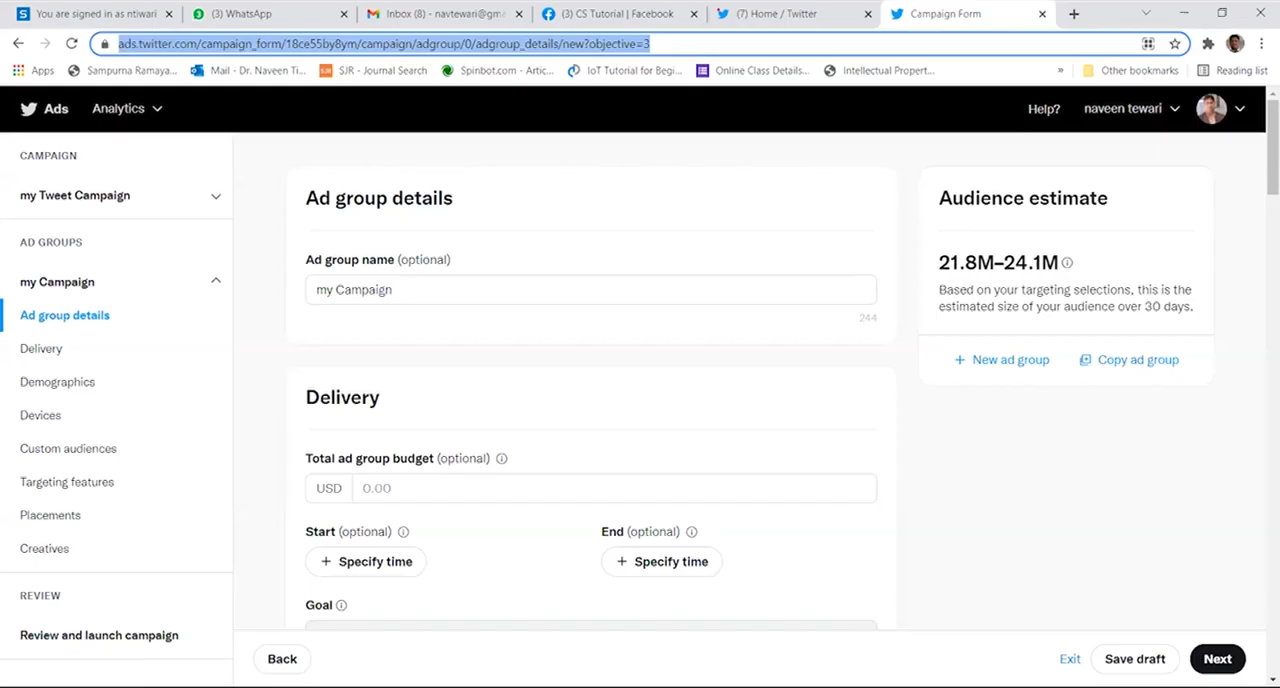 You are signed in as ntiwari
(3) WhatsApp
Inbox (8) - navtewari@gm
(3) CS Tutorial | Facebook
(7) Home / Twitter
Campaign Form
ads.twitter.com/campaign_form/18ce55by8ym/campaign/adgroup/0/adgroup_details/new?objective=3
Apps
Sampurna Ramaya...
Mail - Dr. Naveen Ti...
SJR - Journal Search
Spinbot.com - Artic...
IoT Tutorial for Begi...
Online Class Details...
Intellectual Propert...
»
Other bookmarks
Reading list
Ads
Analytics
Help?
naveen tewari
CAMPAIGN
my Tweet Campaign
AD GROUPS
my Campaign
Ad group details
Delivery
Demographics
Devices
Custom audiences
Targeting features
Placements
Creatives
REVIEW
Review and launch campaign
Ad group details
Ad group name (optional)
my Campaign
244
Delivery
Total ad group budget (optional)
USD 0.00
Start (optional)
+ Specify time
End (optional)
+ Specify time
Goal
Audience estimate
21.8M–24.1M
Based on your targeting selections, this is the
estimated size of your audience over 30 days.
+ New ad group
Copy ad group
Back
Exit
Save draft
Next